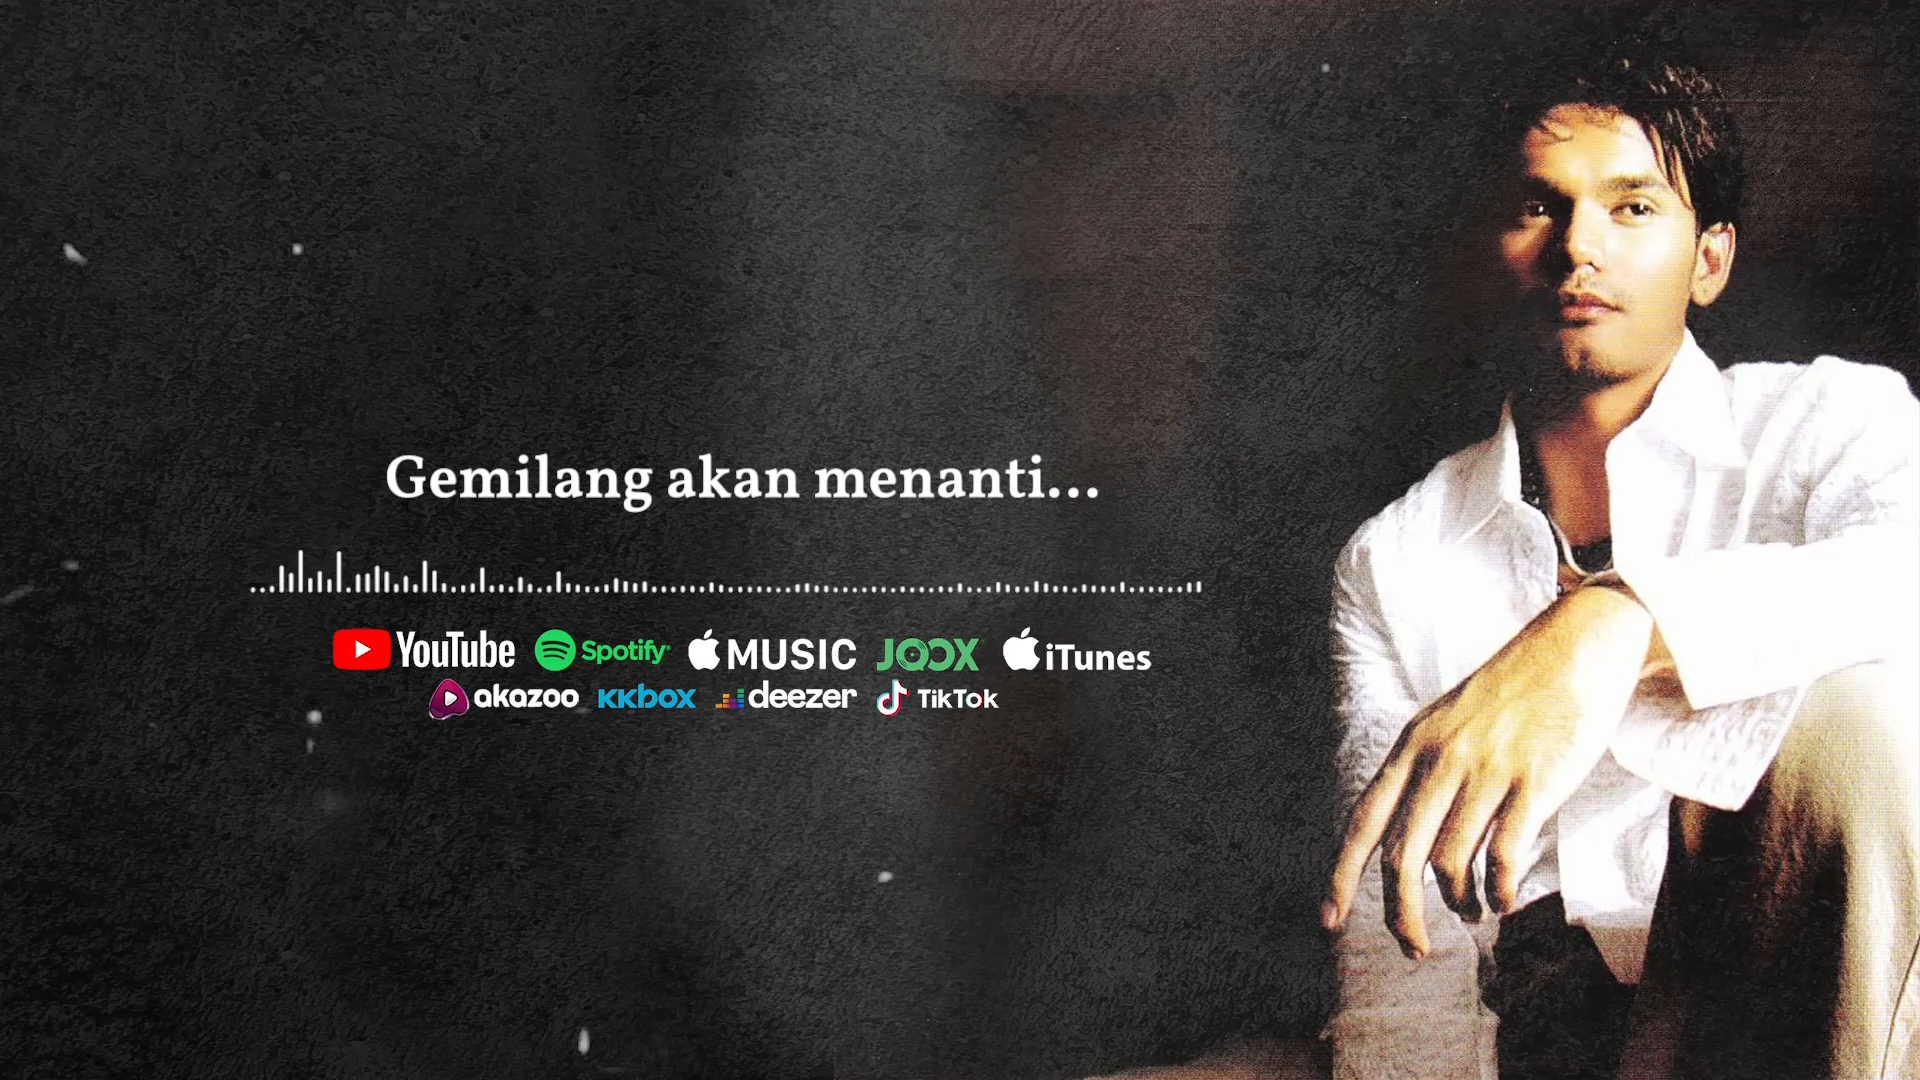 Gemilang akan menanti...
YouTube Spotify MUSIC JOOX iTunes
akazoo KKBOX deezer TikTok